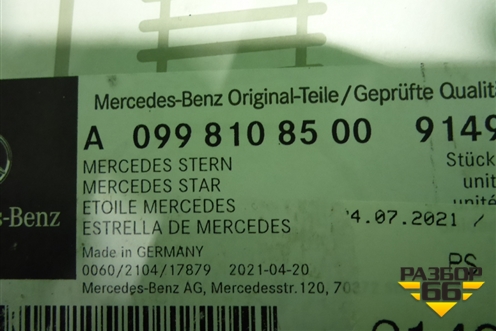 Mercedes-Benz Original-Teile/Geprüfte Qualitä
A 099 810 85 00 9149
MERCEDES STERN
MERCEDES STAR
ETOILE MERCEDES
ESTRELLA DE MERCEDES
Stück
unit
unité
s-Benz
4.07.2021 /
Made in GERMANY
0060/2104/17879 2021-04-20
Mercedes-Benz AG, Mercedesstr.120, 70
PS
РАЗБОР
66